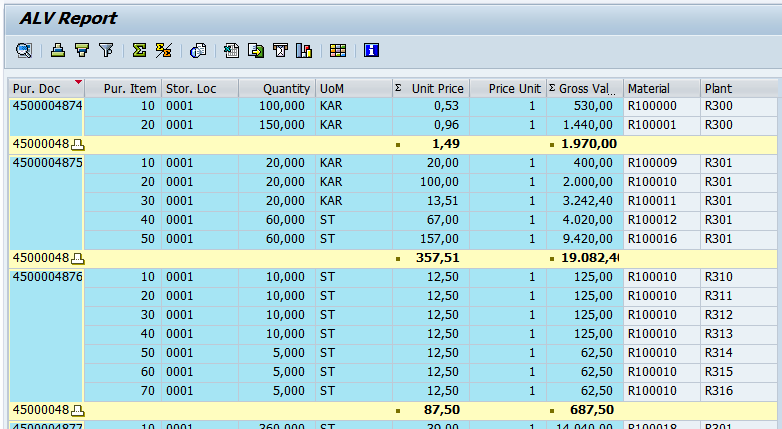 ALV Report
Pur. Doc Pur. Item Stor. Loc Quantity UoM Σ Unit Price Price Unit Σ Gross Val... Material Plant
4500004874 10 0001 100,000 KAR 0,53 1 530,00 R100000 R300
20 0001 150,000 KAR 0,96 1 1.440,00 R100001 R300
45000048 1,49 1.970,00
4500004875 10 0001 20,000 KAR 20,00 1 400,00 R100009 R301
20 0001 20,000 KAR 100,00 1 2.000,00 R100010 R301
30 0001 20,000 KAR 13,51 1 3.242,40 R100011 R301
40 0001 60,000 ST 67,00 1 4.020,00 R100012 R301
50 0001 60,000 ST 157,00 1 9.420,00 R100016 R301
45000048 357,51 19.082,40
4500004876 10 0001 10,000 ST 12,50 1 125,00 R100010 R310
20 0001 10,000 ST 12,50 1 125,00 R100010 R311
30 0001 10,000 ST 12,50 1 125,00 R100010 R312
40 0001 10,000 ST 12,50 1 125,00 R100010 R313
50 0001 5,000 ST 12,50 1 62,50 R100010 R314
60 0001 5,000 ST 12,50 1 62,50 R100010 R315
70 0001 5,000 ST 12,50 1 62,50 R100010 R316
45000048 87,50 687,50
4500004877 10 0001 360,000 ST 39,00 1 14.040,00 R100018 R301